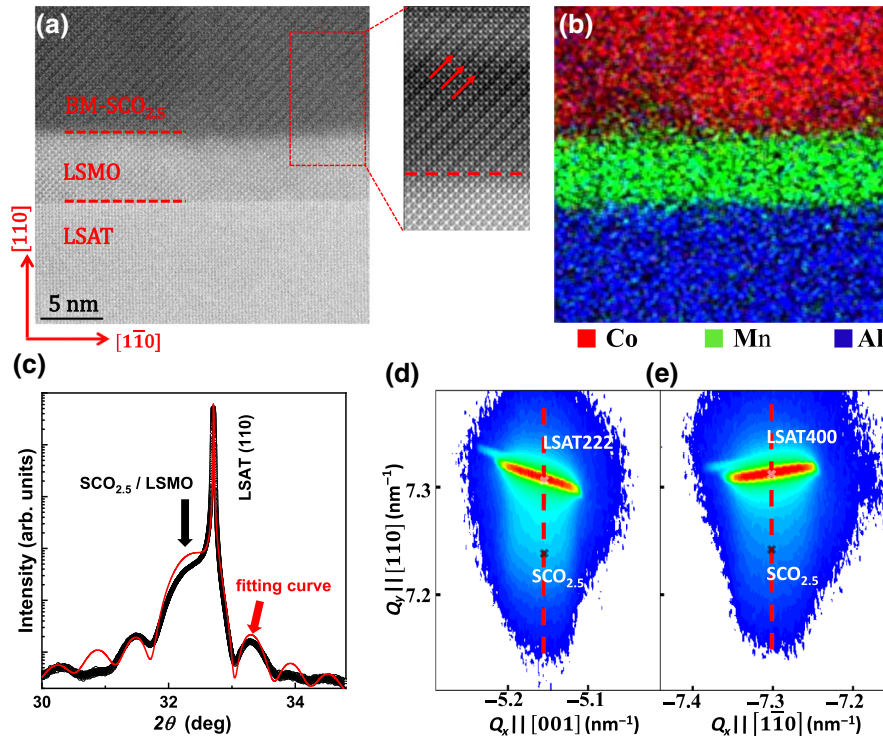 (a)
BM-SCO2.5
LSMO
LSAT
[110]
5 nm
[11̅0]
(b)
Co Mn Al
(c)
Intensity (arb. units)
SCO2.5 / LSMO
LSAT (110)
fitting curve
30 32 34
2θ (deg)
(d)
LSAT222
SCO2.5
7.3
7.2
Qy || [110] (nm⁻¹)
−5.2 −5.1
Qx || [001] (nm⁻¹)
(e)
LSAT400
SCO2.5
−7.4 −7.3 −7.2
Qx || [11̅0] (nm⁻¹)